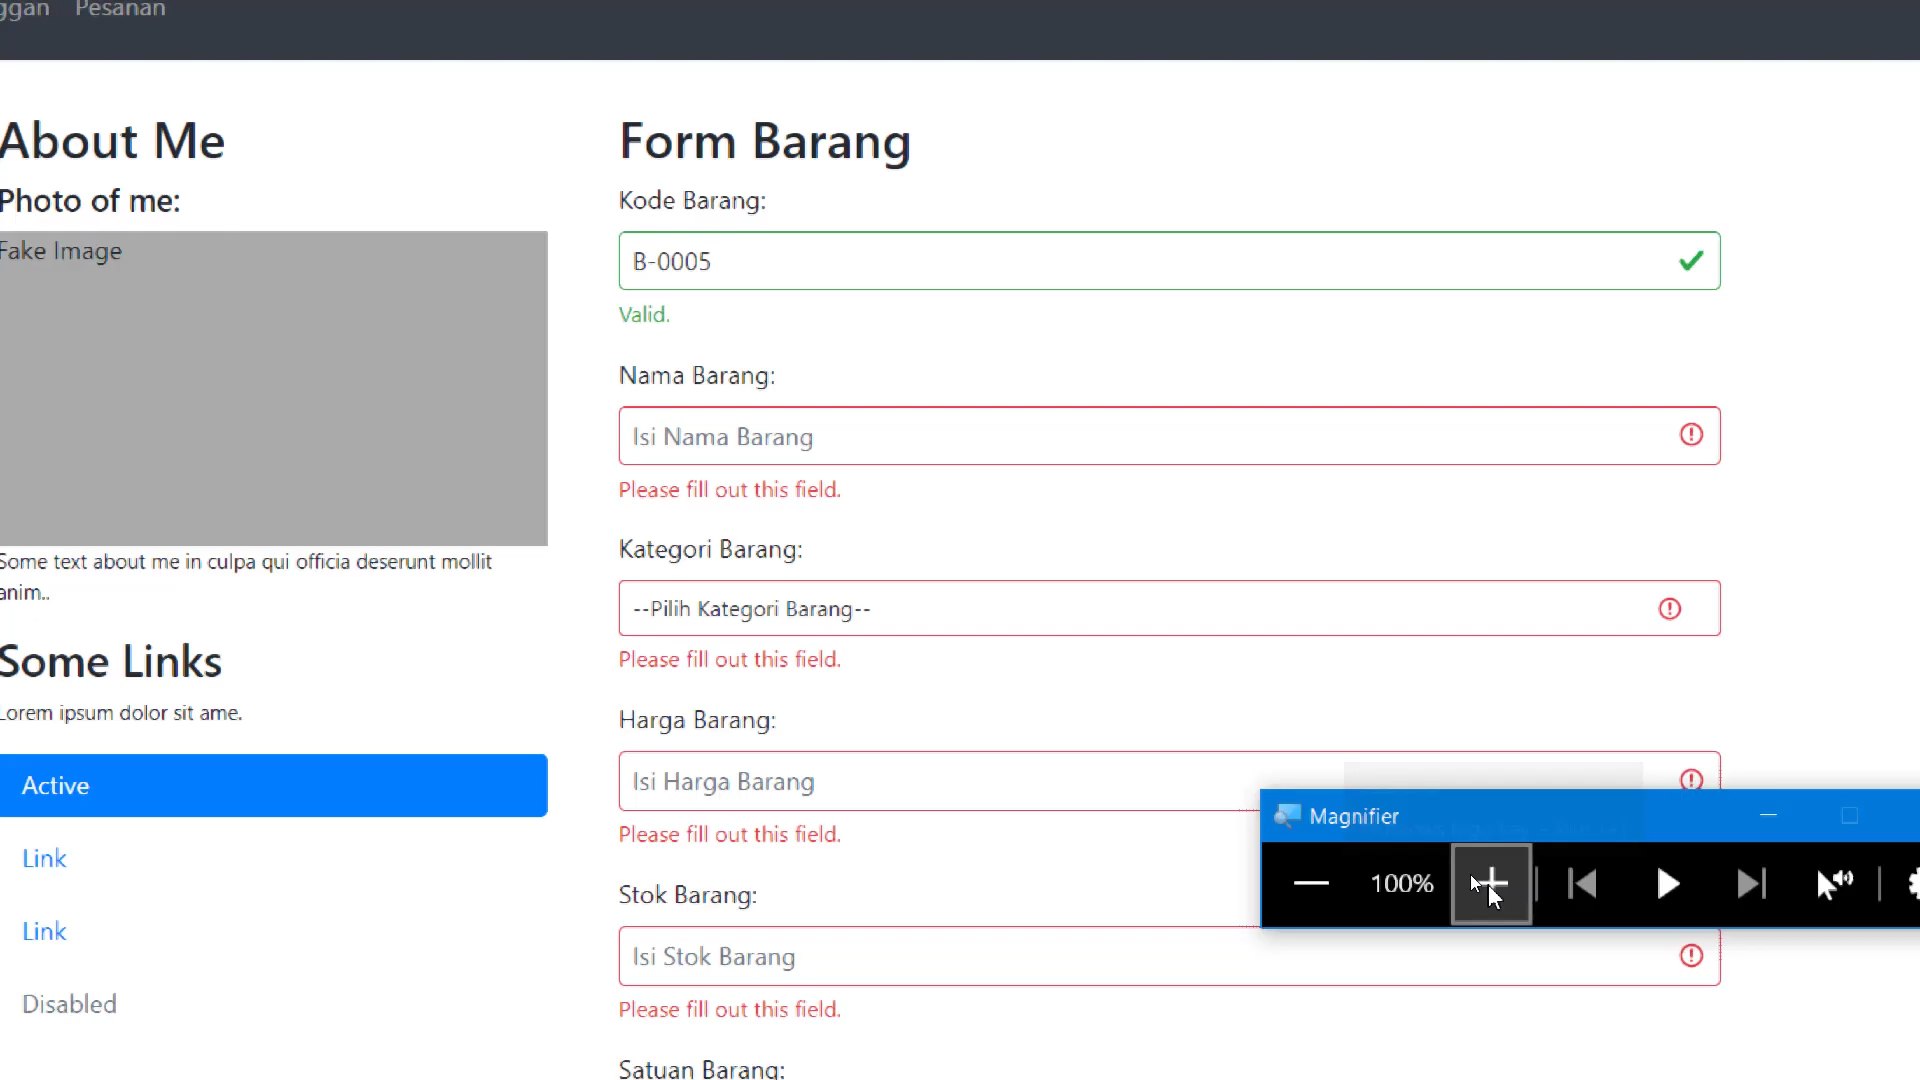 Pesanan
About Me
Photo of me:
Fake Image
Some text about me in culpa qui officia deserunt mollit
anim..
Some Links
Lorem ipsum dolor sit ame.
Active
Link
Link
Disabled
Form Barang
Kode Barang:
B-0005
Valid.
Nama Barang:
Isi Nama Barang
Please fill out this field.
Kategori Barang:
--Pilih Kategori Barang--
Please fill out this field.
Harga Barang:
Isi Harga Barang
Please fill out this field.
Stok Barang:
Isi Stok Barang
Please fill out this field.
Satuan Barang:
Magnifier
100%